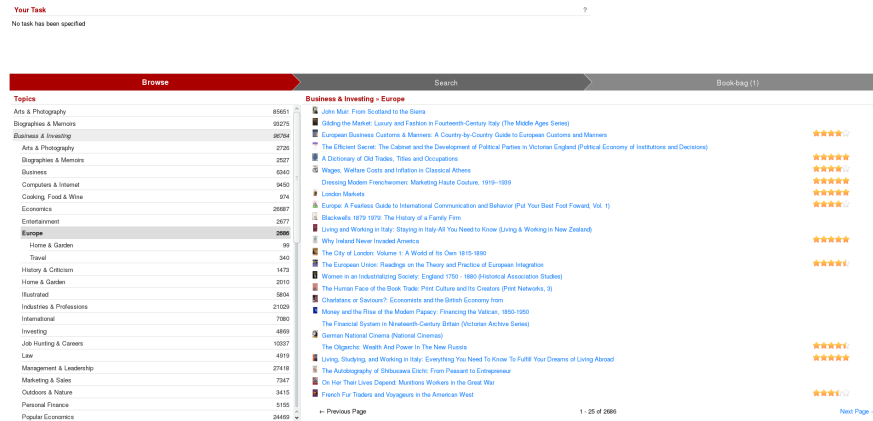 Your Task
?
No task has been specified
Browse
Search
Book-bag (1)
Topics
Arts & Photography 85651
Biographies & Memoirs 93275
Business & Investing 96764
Arts & Photography 2726
Biographies & Memoirs 2527
Business 6340
Computers & Internet 9450
Cooking, Food & Wine 974
Economics 26687
Entertainment 2677
Europe 2686
Home & Garden 99
Travel 340
History & Criticism 1473
Home & Garden 2010
Illustrated 5804
Industries & Professions 21029
International 7080
Investing 4869
Job Hunting & Careers 10337
Law 4919
Management & Leadership 27418
Marketing & Sales 7347
Outdoors & Nature 3415
Personal Finance 5155
Popular Economics 24469
Business & Investing » Europe
John Muir: From Scotland to the Sierra
Gilding the Market: Luxury and Fashion in Fourteenth-Century Italy (The Middle Ages Series)
European Business Customs & Manners: A Country-by-Country Guide to European Customs and Manners
The Efficient Secret: The Cabinet and the Development of Political Parties in Victorian England (Political Economy of Institutions and Decisions)
A Dictionary of Old Trades, Titles and Occupations
Wages, Welfare Costs and Inflation in Classical Athens
Dressing Modern Frenchwomen: Marketing Haute Couture, 1919–1939
London Markets
Europe: A Fearless Guide to International Communication and Behavior (Put Your Best Foot Foward, Vol. 1)
Blackwells 1879 1979: The History of a Family Firm
Living and Working in Italy: Staying in Italy-All You Need to Know (Living & Working in New Zealand)
Why Ireland Never Invaded America
The City of London: Volume 1: A World of Its Own 1815-1890
The European Union: Readings on the Theory and Practice of European Integration
Women in an Industrializing Society: England 1750 - 1880 (Historical Association Studies)
The Human Face of the Book Trade: Print Culture and Its Creators (Print Networks, 3)
Charlatans or Saviours?: Economists and the British Economy from
Money and the Rise of the Modern Papacy: Financing the Vatican, 1850-1950
The Financial System in Nineteenth-Century Britain (Victorian Archive Series)
German National Cinema (National Cinemas)
The Oligarchs: Wealth And Power In The New Russia
Living, Studying, and Working in Italy: Everything You Need To Know To Fulfill Your Dreams of Living Abroad
The Autobiography of Shibusawa Eiichi: From Peasant to Entrepreneur
On Her Their Lives Depend: Munitions Workers in the Great War
French Fur Traders and Voyageurs in the American West
← Previous Page
1 - 25 of 2686
Next Page -